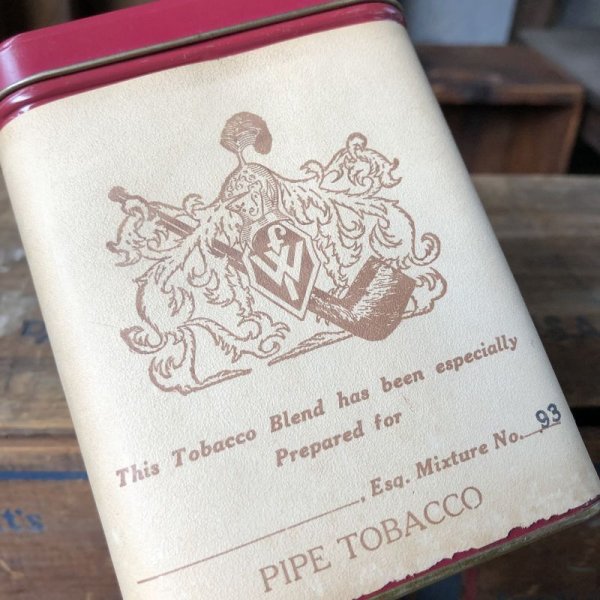 f
W
This Tobacco Blend has been especially
Prepared for
, Esq. Mixture No. 93
PIPE TOBACCO
t's